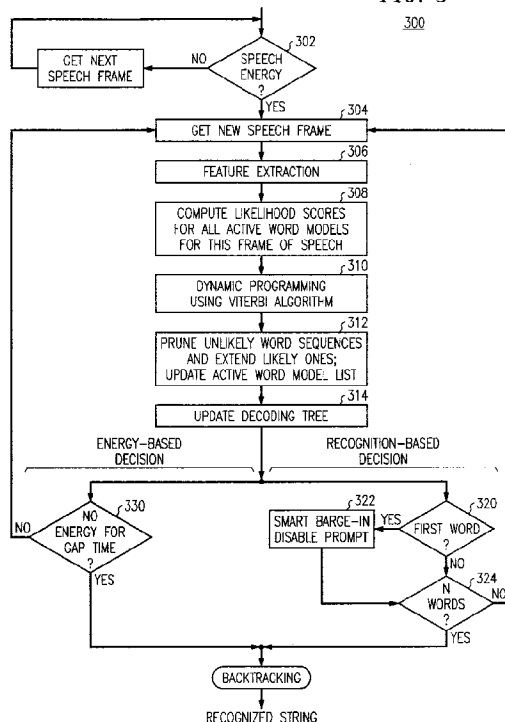 300
302
NO
SPEECH
ENERGY
?
GET NEXT
SPEECH FRAME
YES
304
GET NEW SPEECH FRAME
306
FEATURE EXTRACTION
308
COMPUTE LIKELIHOOD SCORES
FOR ALL ACTIVE WORD MODELS
FOR THIS FRAME OF SPEECH
310
DYNAMIC PROGRAMMING
USING VITERBI ALGORITHM
312
PRUNE UNLIKELY WORD SEQUENCES
AND EXTEND LIKELY ONES;
UPDATE ACTIVE WORD MODEL LIST
314
UPDATE DECODING TREE
ENERGY-BASED
DECISION
RECOGNITION-BASED
DECISION
330
NO
NO
ENERGY FOR
GAP TIME
?
YES
322
SMART BARGE-IN
DISABLE PROMPT
YES
320
FIRST WORD
?
NO
324
N
WORDS
?
NO
YES
BACKTRACKING
RECOGNIZED STRING